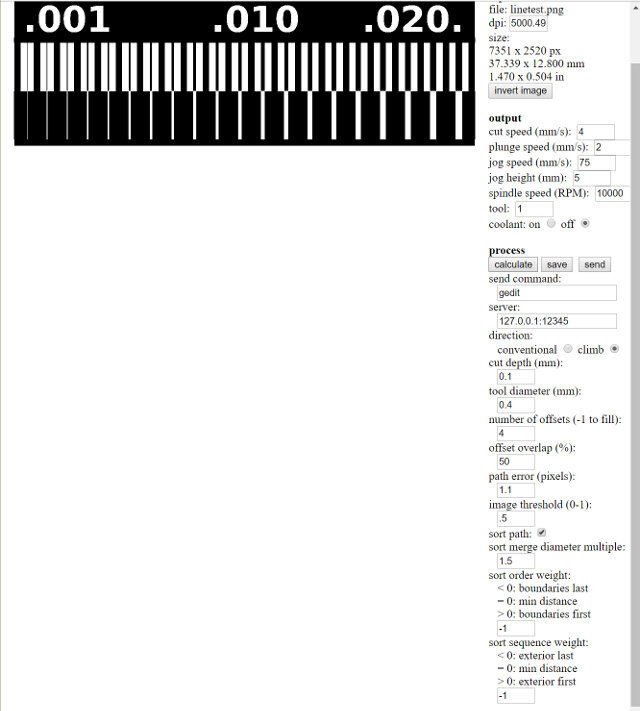 .001 .010 .020.
file: linetest.png
dpi: 5000.49
size:
7351 x 2520 px
37.339 x 12.800 mm
1.470 x 0.504 in
invert image
output
cut speed (mm/s): 4
plunge speed (mm/s): 2
jog speed (mm/s): 75
jog height (mm): 5
spindle speed (RPM): 10000
tool: 1
coolant: on off
process
calculate save send
send command:
gedit
server:
127.0.0.1:12345
direction:
conventional climb
cut depth (mm):
0.1
tool diameter (mm):
0.4
number of offsets (-1 to fill):
4
offset overlap (%):
50
path error (pixels):
1.1
image threshold (0-1):
.5
sort path:
sort merge diameter multiple:
1.5
sort order weight:
< 0: boundaries last
= 0: min distance
> 0: boundaries first
-1
sort sequence weight:
< 0: exterior last
= 0: min distance
> 0: exterior first
-1